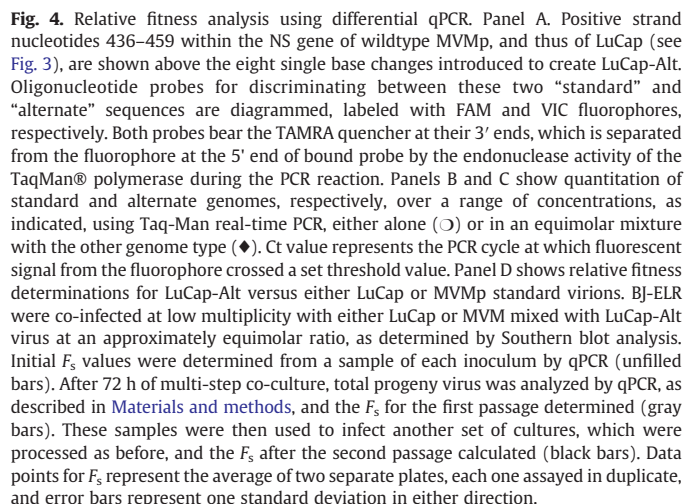 Fig. 4. Relative fitness analysis using differential qPCR. Panel A. Positive strand
nucleotides 436–459 within the NS gene of wildtype MVMp, and thus of LuCap (see
Fig. 3), are shown above the eight single base changes introduced to create LuCap-Alt.
Oligonucleotide probes for discriminating between these two “standard” and
“alternate” sequences are diagrammed, labeled with FAM and VIC fluorophores,
respectively. Both probes bear the TAMRA quencher at their 3′ ends, which is separated
from the fluorophore at the 5' end of bound probe by the endonuclease activity of the
TaqMan® polymerase during the PCR reaction. Panels B and C show quantitation of
standard and alternate genomes, respectively, over a range of concentrations, as
indicated, using Taq-Man real-time PCR, either alone (❍) or in an equimolar mixture
with the other genome type (♦). Ct value represents the PCR cycle at which fluorescent
signal from the fluorophore crossed a set threshold value. Panel D shows relative fitness
determinations for LuCap-Alt versus either LuCap or MVMp standard virions. BJ-ELR
were co-infected at low multiplicity with either LuCap or MVM mixed with LuCap-Alt
virus at an approximately equimolar ratio, as determined by Southern blot analysis.
Initial Fs values were determined from a sample of each inoculum by qPCR (unfilled
bars). After 72 h of multi-step co-culture, total progeny virus was analyzed by qPCR, as
described in Materials and methods, and the Fs for the first passage determined (gray
bars). These samples were then used to infect another set of cultures, which were
processed as before, and the Fs after the second passage calculated (black bars). Data
points for Fs represent the average of two separate plates, each one assayed in duplicate,
and error bars represent one standard deviation in either direction.